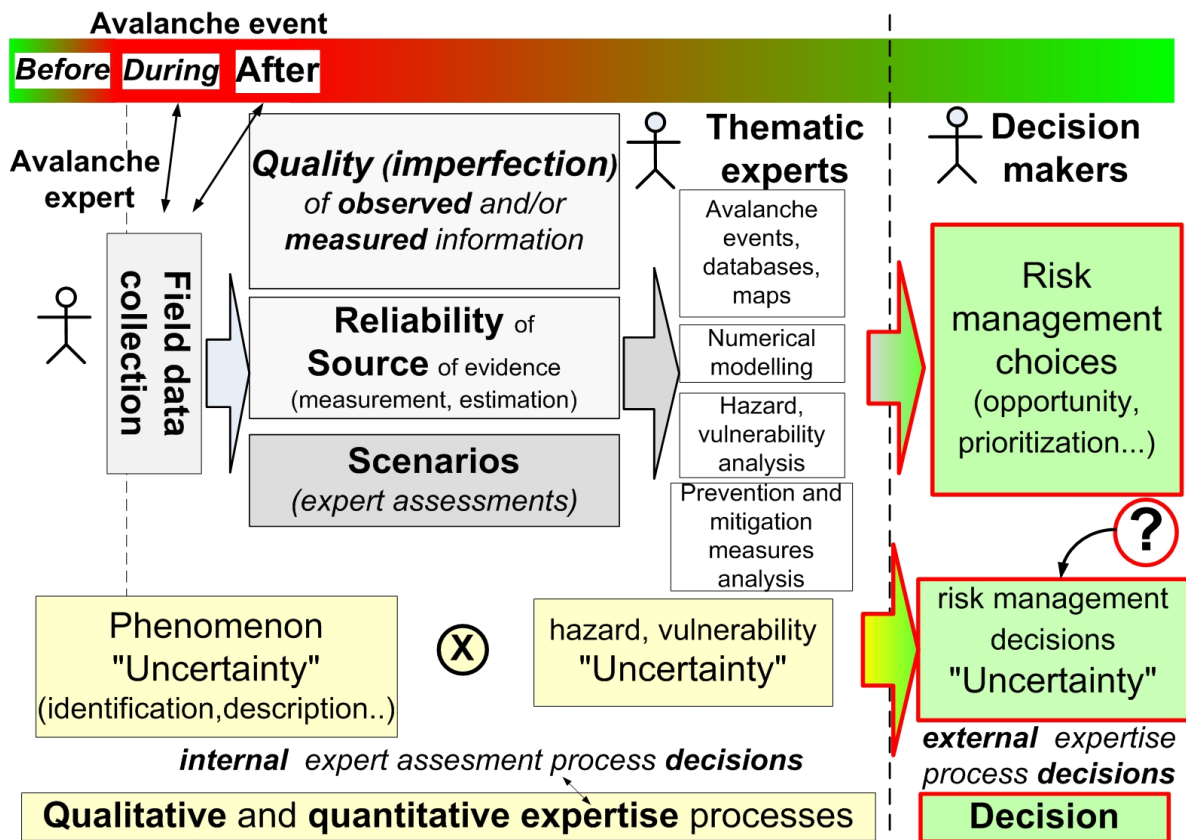 Avalanche event
Before During After
Avalanche
expert
Field data
collection
Quality (imperfection)
of observed and/or
measured information
Reliability of
Source of evidence
(measurement, estimation)
Scenarios
(expert assessments)
Thematic
experts
Avalanche
events,
databases,
maps
Numerical
modelling
Hazard,
vulnerability
analysis
Prevention and
mitigation
measures
analysis
Decision
makers
Risk
management
choices
(opportunity,
prioritization...)
?
Phenomenon
"Uncertainty"
(identification,description..)
X
hazard, vulnerability
"Uncertainty"
risk management
decisions
"Uncertainty"
internal expert assesment process decisions
external expertise
process decisions
Qualitative and quantitative expertise processes
Decision